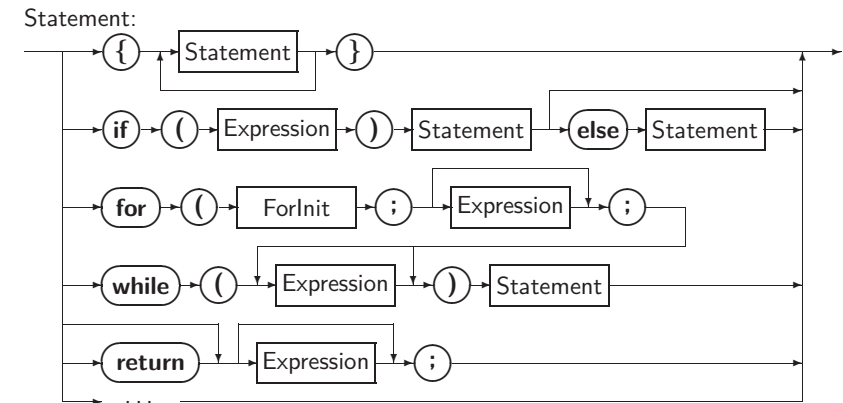 Statement:
{ Statement }
if ( Expression ) Statement else Statement
for ( ForInit ; Expression ; 
while ( Expression ) Statement
return Expression ;
...